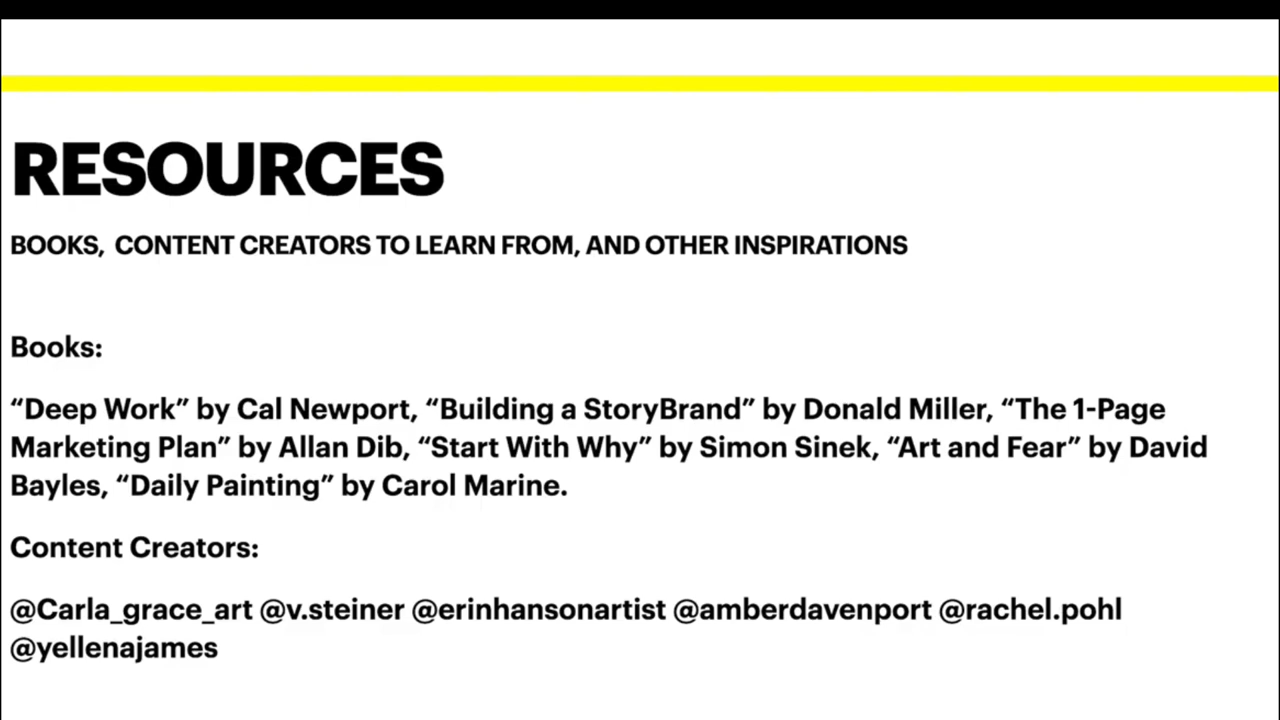 RESOURCES
BOOKS, CONTENT CREATORS TO LEARN FROM, AND OTHER INSPIRATIONS
Books:
“Deep Work” by Cal Newport, “Building a StoryBrand” by Donald Miller, “The 1-Page
Marketing Plan” by Allan Dib, “Start With Why” by Simon Sinek, “Art and Fear” by David
Bayles, “Daily Painting” by Carol Marine.
Content Creators:
@Carla_grace_art @v.steiner @erinhansonartist @amberdavenport @rachel.pohl
@yellenajames